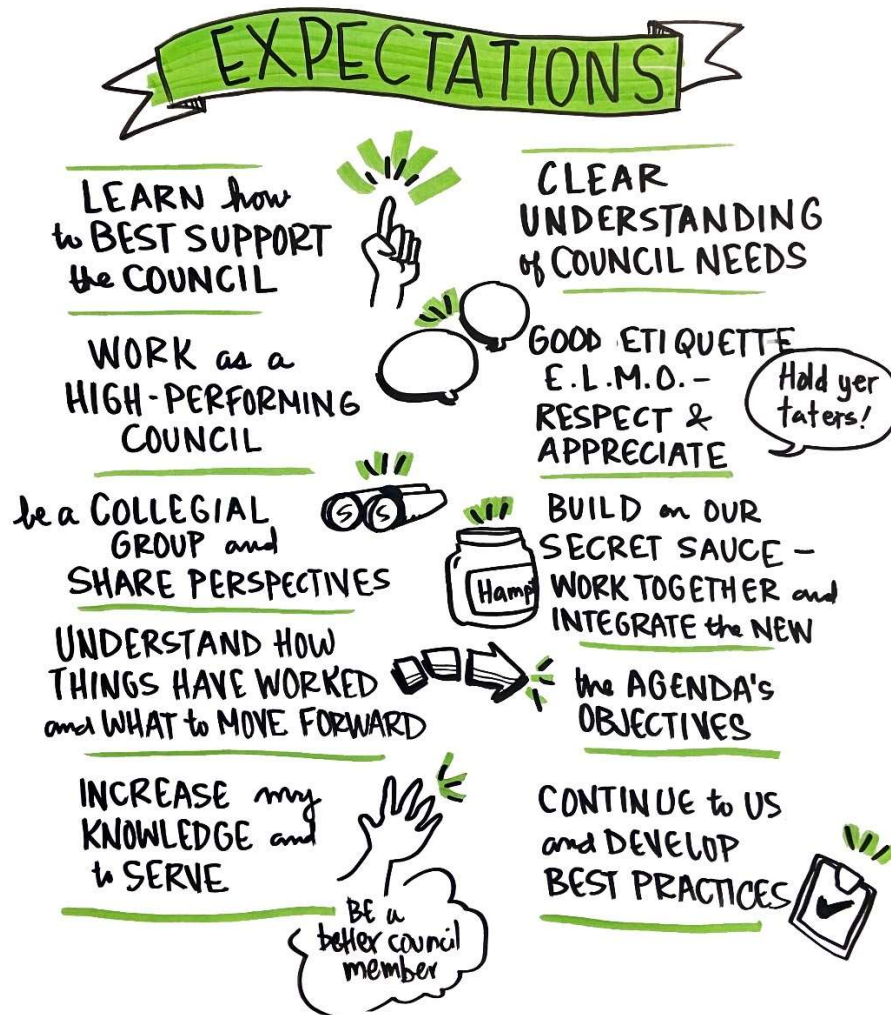 EXPECTATIONS
LEARN how
to BEST SUPPORT
the COUNCIL
WORK as a
HIGH-PERFORMING
COUNCIL
be a COLLEGIAL
GROUP and
SHARE PERSPECTIVES
UNDERSTAND HOW
THINGS HAVE WORKED
and WHAT to MOVE FORWARD
INCREASE my
KNOWLEDGE and
to SERVE
BE a
better council
member
CLEAR
UNDERSTANDING
of COUNCIL NEEDS
GOOD ETIQUETTE
E.L.M.O. -
RESPECT &
APPRECIATE
Hold yer
taters!
BUILD on OUR
SECRET SAUCE -
WORK TOGETHER and
INTEGRATE the NEW
Hamp
the AGENDA'S
OBJECTIVES
CONTINUE to US
and DEVELOP
BEST PRACTICES